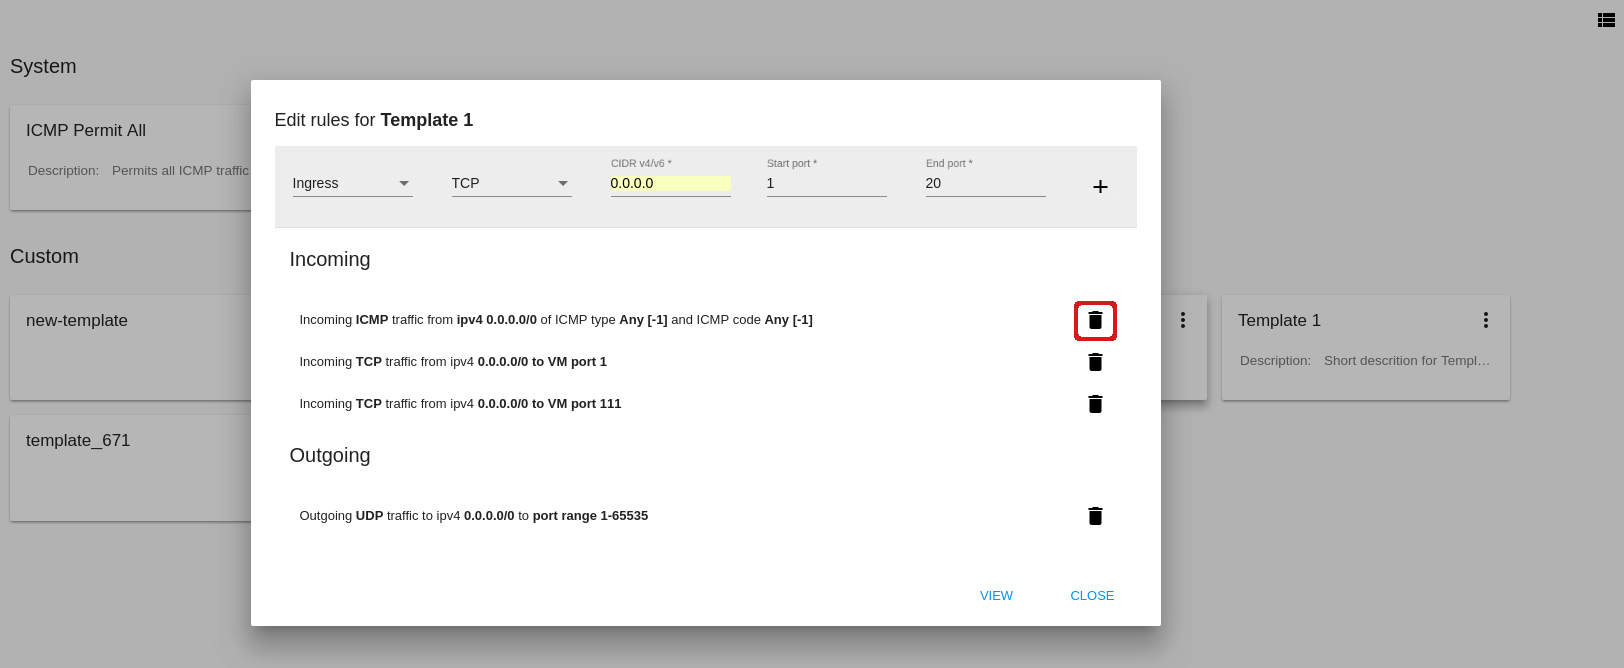 System
ICMP Permit All
Description: Permits all ICMP traffic
Custom
new-template
template_671
Edit rules for Template 1
CIDR v4/v6 *
Start port *
End port *
Ingress
TCP
0.0.0.0
1
20
+
Incoming
Incoming ICMP traffic from ipv4 0.0.0.0/0 of ICMP type Any [-1] and ICMP code Any [-1]
Incoming TCP traffic from ipv4 0.0.0.0/0 to VM port 1
Incoming TCP traffic from ipv4 0.0.0.0/0 to VM port 111
Outgoing
Outgoing UDP traffic to ipv4 0.0.0.0/0 to port range 1-65535
VIEW
CLOSE
Template 1
Description: Short descrition for Templ...